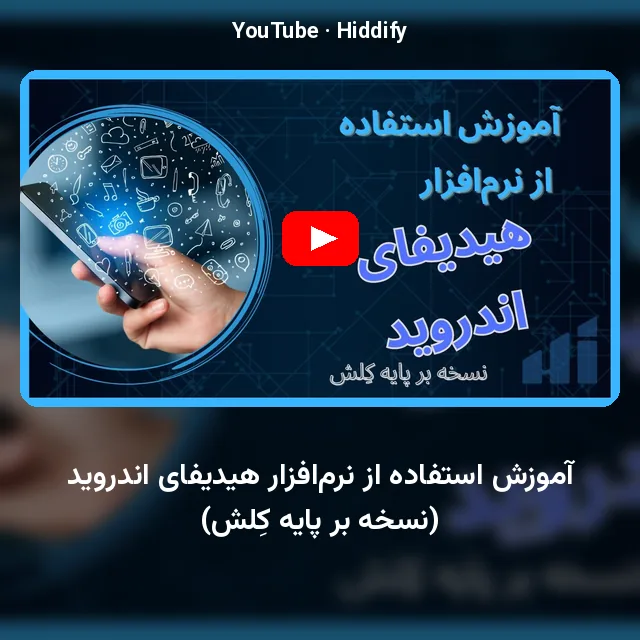 YouTube · Hiddify
آموزش استفاده
از نرم‌افزار
هیدیفای
اندروید
نسخه بر پایه کِلش
Hi
آموزش استفاده از نرم‌افزار هیدیفای اندروید
(نسخه بر پایه کِلش)